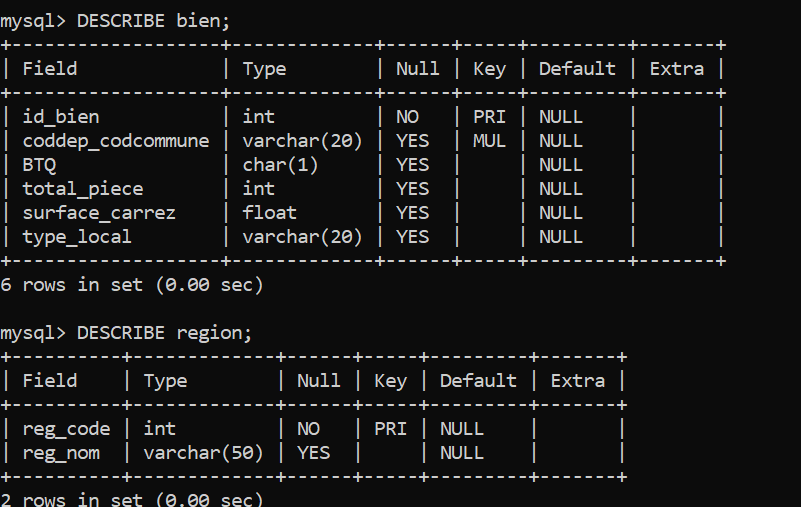 mysql> DESCRIBE bien;
+-------------------+-------------+------+-----+---------+-------+
| Field             | Type        | Null | Key | Default | Extra |
+-------------------+-------------+------+-----+---------+-------+
| id_bien           | int         | NO   | PRI | NULL    |       |
| coddep_codcommune | varchar(20) | YES  | MUL | NULL    |       |
| BTQ               | char(1)     | YES  |     | NULL    |       |
| total_piece       | int         | YES  |     | NULL    |       |
| surface_carrez    | float       | YES  |     | NULL    |       |
| type_local        | varchar(20) | YES  |     | NULL    |       |
+-------------------+-------------+------+-----+---------+-------+
6 rows in set (0.00 sec)

mysql> DESCRIBE region;
+----------+-------------+------+-----+---------+-------+
| Field    | Type        | Null | Key | Default | Extra |
+----------+-------------+------+-----+---------+-------+
| reg_code | int         | NO   | PRI | NULL    |       |
| reg_nom  | varchar(50) | YES  |     | NULL    |       |
+----------+-------------+------+-----+---------+-------+
2 rows in set (0.00 sec)